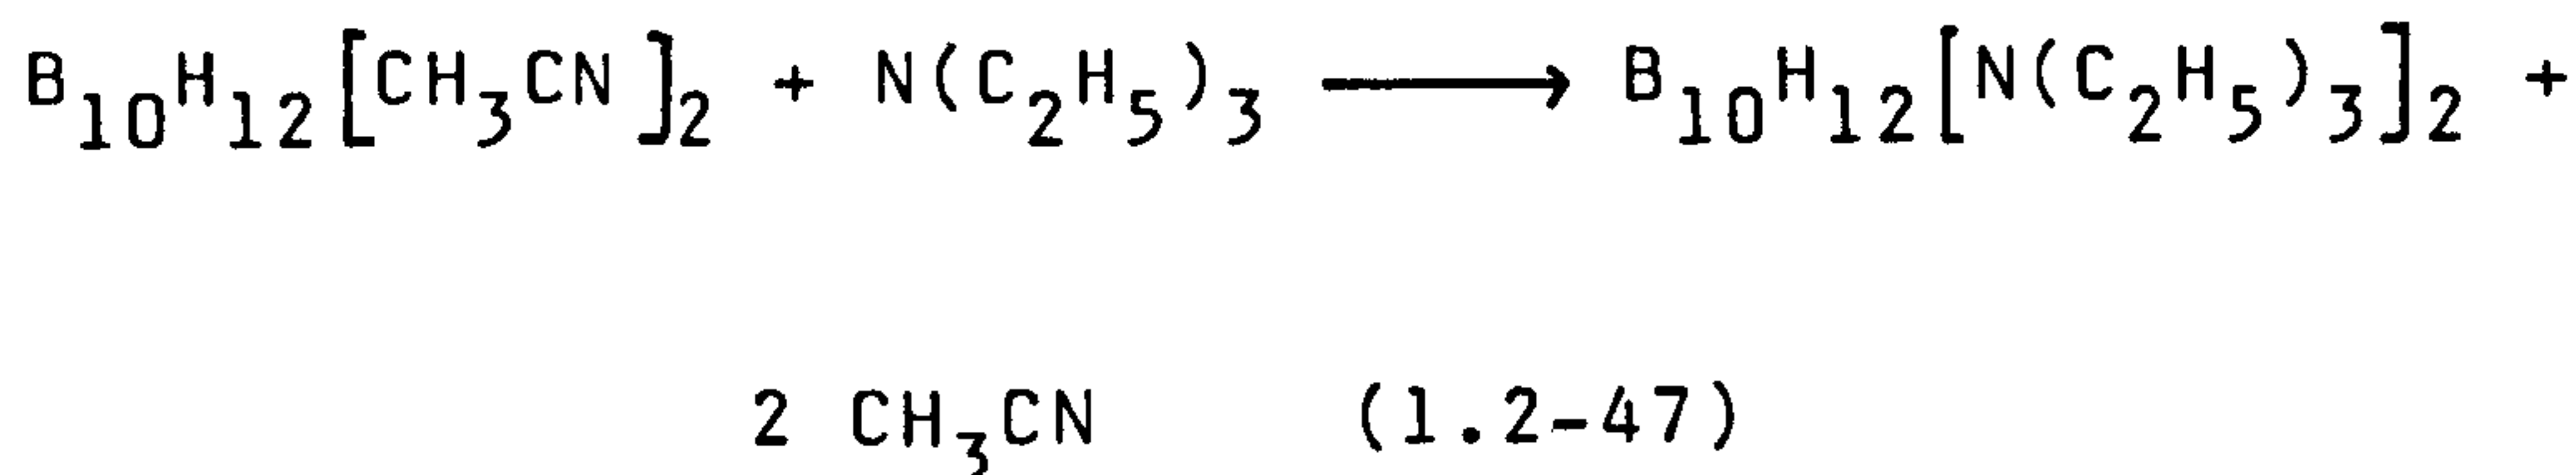 B₁₀H₁₂[CH₃CN]₂ + N(C₂H₅)₃ ⟶ B₁₀H₁₂[N(C₂H₅)₃]₂ +
2 CH₃CN (1.2-47)